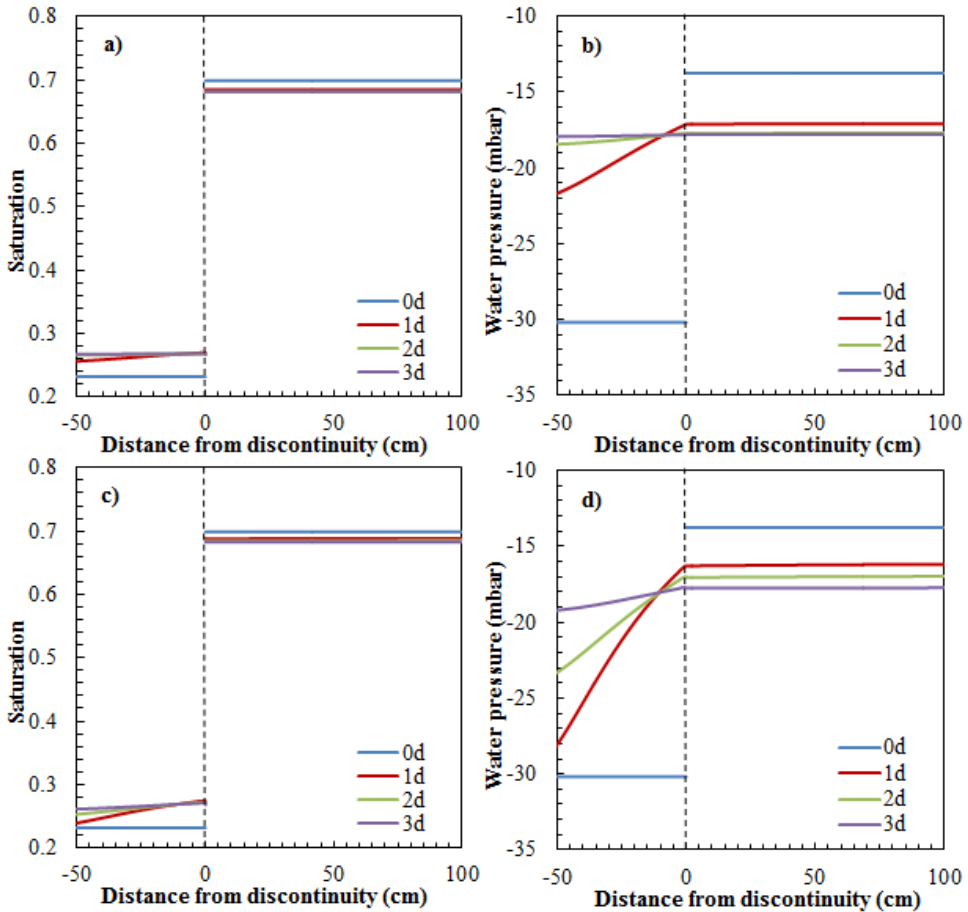 a)
0.8
0.7
0.6
0.5
0.4
0.3
0.2
Saturation
0d
1d
2d
3d
-50
0
50
100
Distance from discontinuity (cm)
b)
-10
-15
-20
-25
-30
-35
Water pressure (mbar)
0d
1d
2d
3d
-50
0
50
100
Distance from discontinuity (cm)
c)
0.8
0.7
0.6
0.5
0.4
0.3
0.2
Saturation
0d
1d
2d
3d
-50
0
50
100
Distance from discontinuity (cm)
d)
-10
-15
-20
-25
-30
-35
Water pressure (mbar)
0d
1d
2d
3d
-50
0
50
100
Distance from discontinuity (cm)